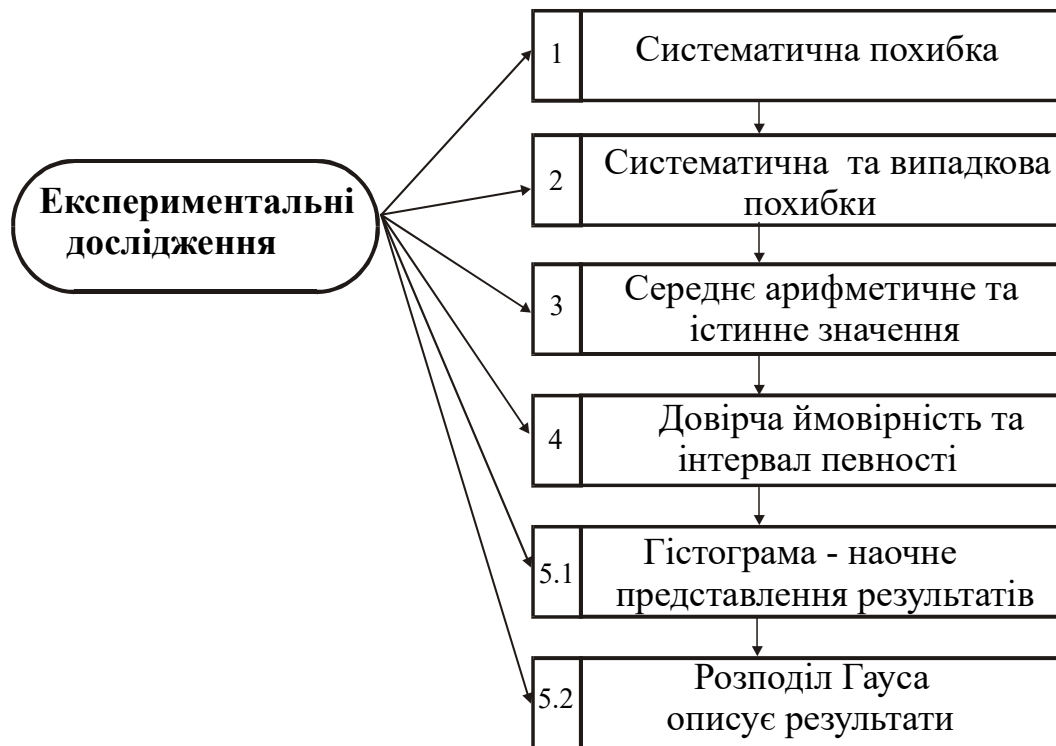 Експериментальні
дослідження
1
Систематична похибка
2
Систематична та випадкова
похибки
3
Середнє арифметичне та
істинне значення
4
Довірча ймовірність та
інтервал певності
5.1
Гістограма - наочне
представлення результатів
5.2
Розподіл Гауса
описує результати